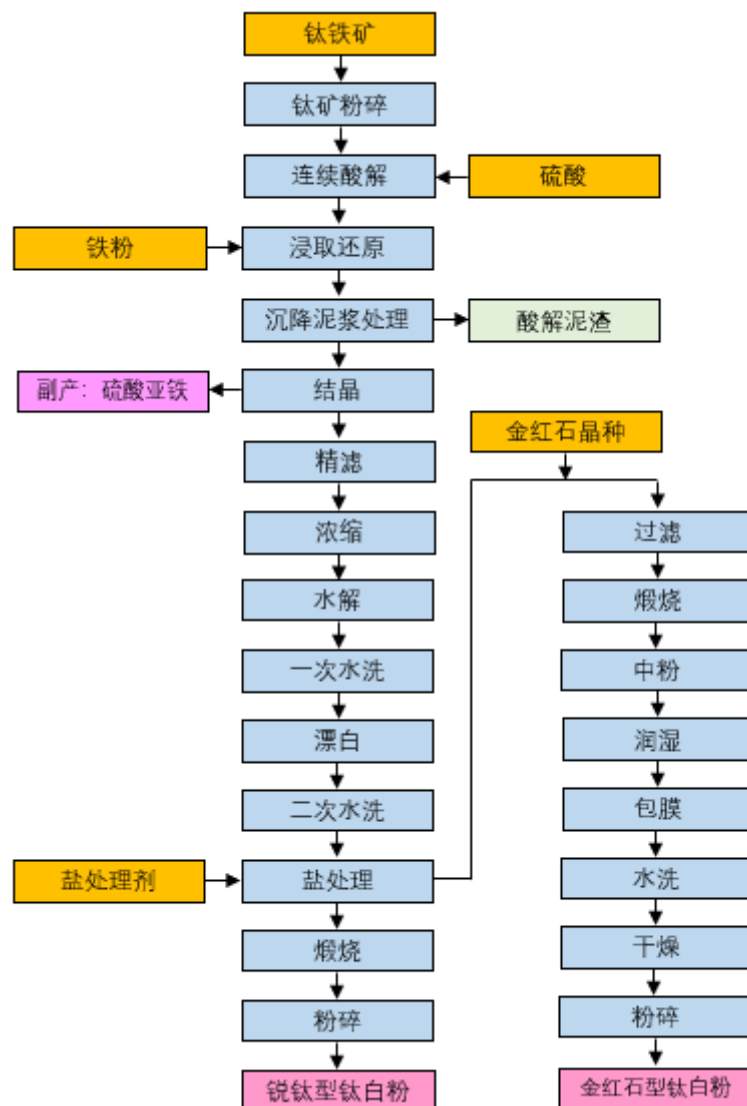 钛铁矿
钛矿粉碎
连续酸解
硫酸
铁粉
浸取还原
沉降泥浆处理
酸解泥渣
副产：硫酸亚铁
结晶
金红石晶种
精滤
浓缩
过滤
水解
煅烧
一次水洗
中粉
漂白
润湿
二次水洗
包膜
盐处理剂
盐处理
水洗
煅烧
干燥
粉碎
粉碎
锐钛型钛白粉
金红石型钛白粉